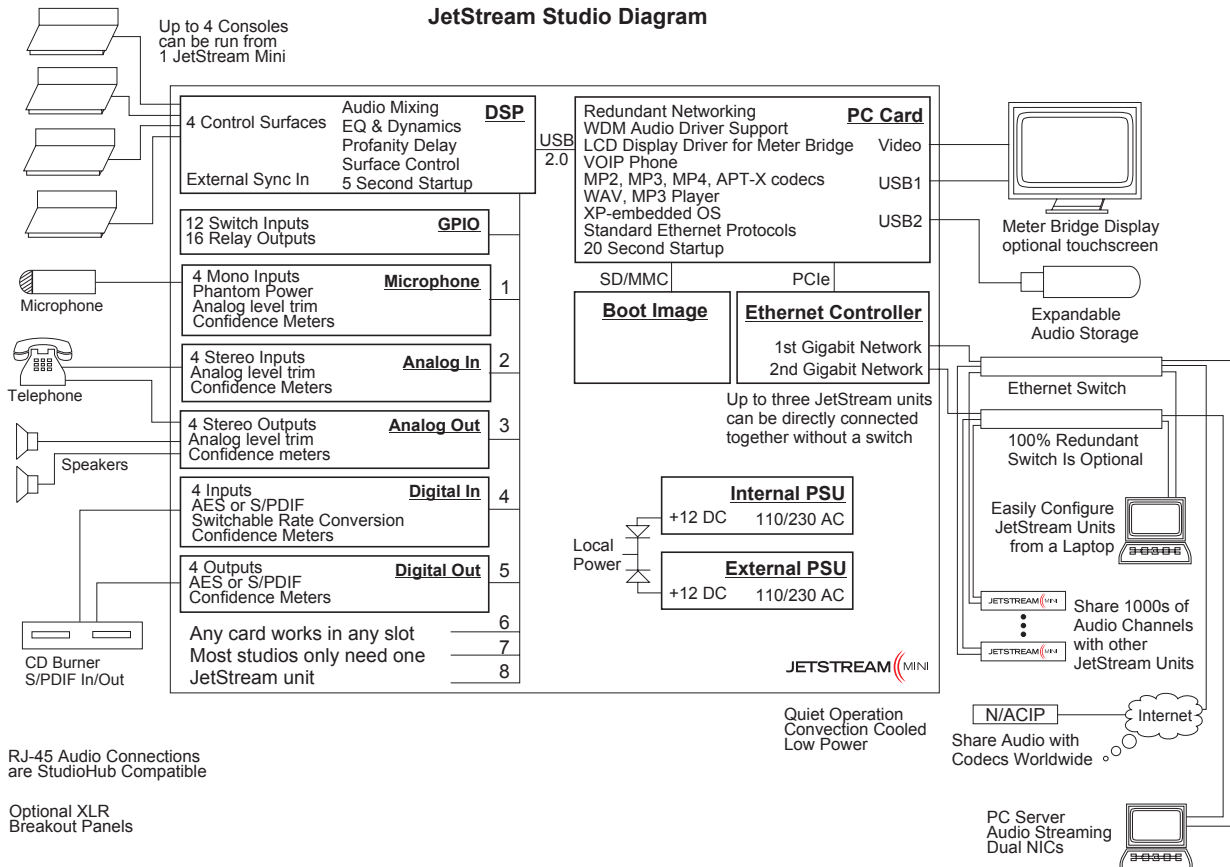 JetStream Studio Diagram
Up to 4 Consoles
can be run from
1 JetStream Mini
4 Control Surfaces
External Sync In
Audio Mixing
EQ & Dynamics
Profanity Delay
Surface Control
5 Second Startup
DSP
USB
2.0
Redundant Networking
WDM Audio Driver Support
LCD Display Driver for Meter Bridge
VOIP Phone
MP2, MP3, MP4, APT-X codecs
WAV, MP3 Player
XP-embedded OS
Standard Ethernet Protocols
20 Second Startup
PC Card
Video
USB1
USB2
Meter Bridge Display
optional touchscreen
Expandable
Audio Storage
12 Switch Inputs
16 Relay Outputs
GPIO
Microphone
4 Mono Inputs
Phantom Power
Analog level trim
Confidence Meters
Microphone
1
Telephone
4 Stereo Inputs
Analog level trim
Confidence Meters
Analog In
2
Speakers
4 Stereo Outputs
Analog level trim
Confidence meters
Analog Out
3
4 Inputs
AES or S/PDIF
Switchable Rate Conversion
Confidence Meters
Digital In
4
4 Outputs
AES or S/PDIF
Confidence Meters
Digital Out
5
CD Burner
S/PDIF In/Out
Any card works in any slot
Most studios only need one
JetStream unit
6
7
8
SD/MMC
Boot Image
PCIe
Ethernet Controller
1st Gigabit Network
2nd Gigabit Network
Up to three JetStream units
can be directly connected
together without a switch
Ethernet Switch
100% Redundant
Switch Is Optional
Local
Power
Internal PSU
+12 DC 110/230 AC
External PSU
+12 DC 110/230 AC
Easily Configure
JetStream Units
from a Laptop
JETSTREAM MINI
JETSTREAM MINI
Share 1000s of
Audio Channels
with other
JetStream Units
JETSTREAM MINI
Quiet Operation
Convection Cooled
Low Power
N/ACIP
Internet
Share Audio with
Codecs Worldwide
PC Server
Audio Streaming
Dual NICs
RJ-45 Audio Connections
are StudioHub Compatible
Optional XLR
Breakout Panels